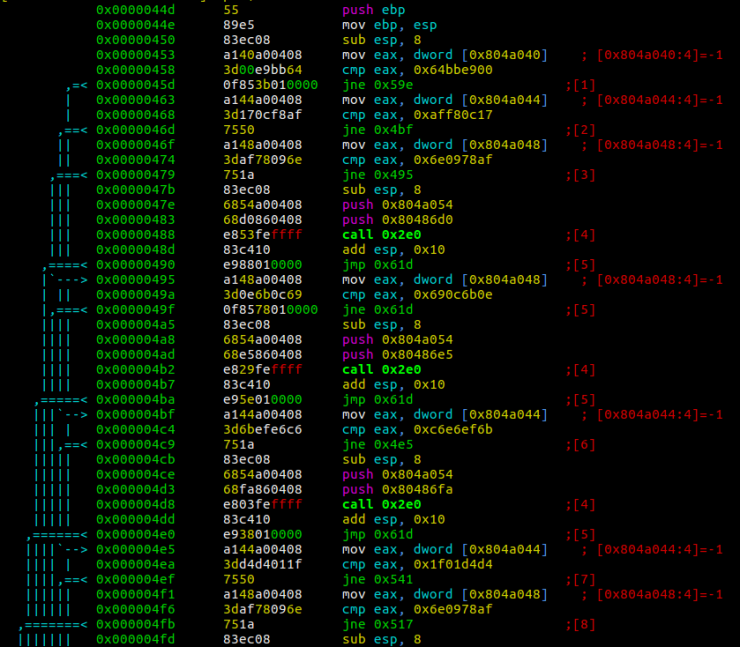 0x0000044d 55 push ebp
0x0000044e 89e5 mov ebp, esp
0x00000450 83ec08 sub esp, 8
0x00000453 a140a00408 mov eax, dword [0x804a040] ; [0x804a040:4]=-1
0x00000458 3d00e9bb64 cmp eax, 0x64bbe900
,=< 0x0000045d 0f853b010000 jne 0x59e ;[1]
| 0x00000463 a144a00408 mov eax, dword [0x804a044] ; [0x804a044:4]=-1
| 0x00000468 3d170cf8af cmp eax, 0xaff80c17
,==< 0x0000046d 7550 jne 0x4bf ;[2]
|| 0x0000046f a148a00408 mov eax, dword [0x804a048] ; [0x804a048:4]=-1
|| 0x00000474 3daf78096e cmp eax, 0x6e0978af
,===< 0x00000479 751a jne 0x495 ;[3]
||| 0x0000047b 83ec08 sub esp, 8
||| 0x0000047e 6854a00408 push 0x804a054
||| 0x00000483 68d0860408 push 0x80486d0
||| 0x00000488 e853feffff call 0x2e0 ;[4]
||| 0x0000048d 83c410 add esp, 0x10
,====< 0x00000490 e988010000 jmp 0x61d ;[5]
|`---> 0x00000495 a148a00408 mov eax, dword [0x804a048] ; [0x804a048:4]=-1
| || 0x0000049a 3d0e6b0c69 cmp eax, 0x690c6b0e
|,===< 0x0000049f 0f8578010000 jne 0x61d ;[5]
|||| 0x000004a5 83ec08 sub esp, 8
|||| 0x000004a8 6854a00408 push 0x804a054
|||| 0x000004ad 68e5860408 push 0x80486e5
|||| 0x000004b2 e829feffff call 0x2e0 ;[4]
|||| 0x000004b7 83c410 add esp, 0x10
,=====< 0x000004ba e95e010000 jmp 0x61d ;[5]
|||`--> 0x000004bf a144a00408 mov eax, dword [0x804a044] ; [0x804a044:4]=-1
||| | 0x000004c4 3d6befe6c6 cmp eax, 0xc6e6ef6b
|||,==< 0x000004c9 751a jne 0x4e5 ;[6]
||||| 0x000004cb 83ec08 sub esp, 8
||||| 0x000004ce 6854a00408 push 0x804a054
||||| 0x000004d3 68fa860408 push 0x80486fa
||||| 0x000004d8 e803feffff call 0x2e0 ;[4]
||||| 0x000004dd 83c410 add esp, 0x10
,======< 0x000004e0 e938010000 jmp 0x61d ;[5]
||||`--> 0x000004e5 a144a00408 mov eax, dword [0x804a044] ; [0x804a044:4]=-1
|||| | 0x000004ea 3dd4d4011f cmp eax, 0x1f01d4d4
||||,==< 0x000004ef 7550 jne 0x541 ;[7]
|||||| 0x000004f1 a148a00408 mov eax, dword [0x804a048] ; [0x804a048:4]=-1
|||||| 0x000004f6 3daf78096e cmp eax, 0x6e0978af
,=======< 0x000004fb 751a jne 0x517 ;[8]
||||||| 0x000004fd 83ec08 sub esp, 8